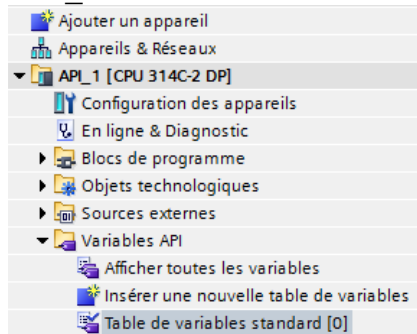 Ajouter un appareil
Appareils & Réseaux
API_1 [CPU 314C-2 DP]
Configuration des appareils
En ligne & Diagnostic
Blocs de programme
Objets technologiques
Sources externes
Variables API
Afficher toutes les variables
Insérer une nouvelle table de variables
Table de variables standard [0]